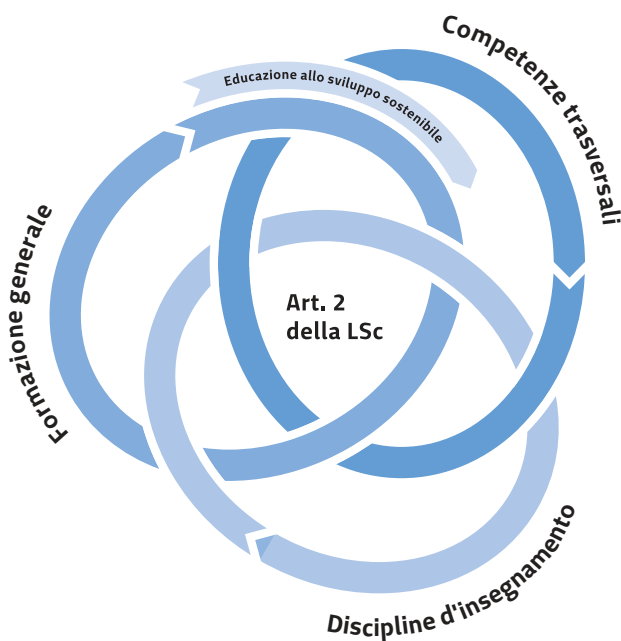 Competenze trasversali
Educazione allo sviluppo sostenibile
Formazione generale
Art. 2
della LSc
Discipline d'insegnamento